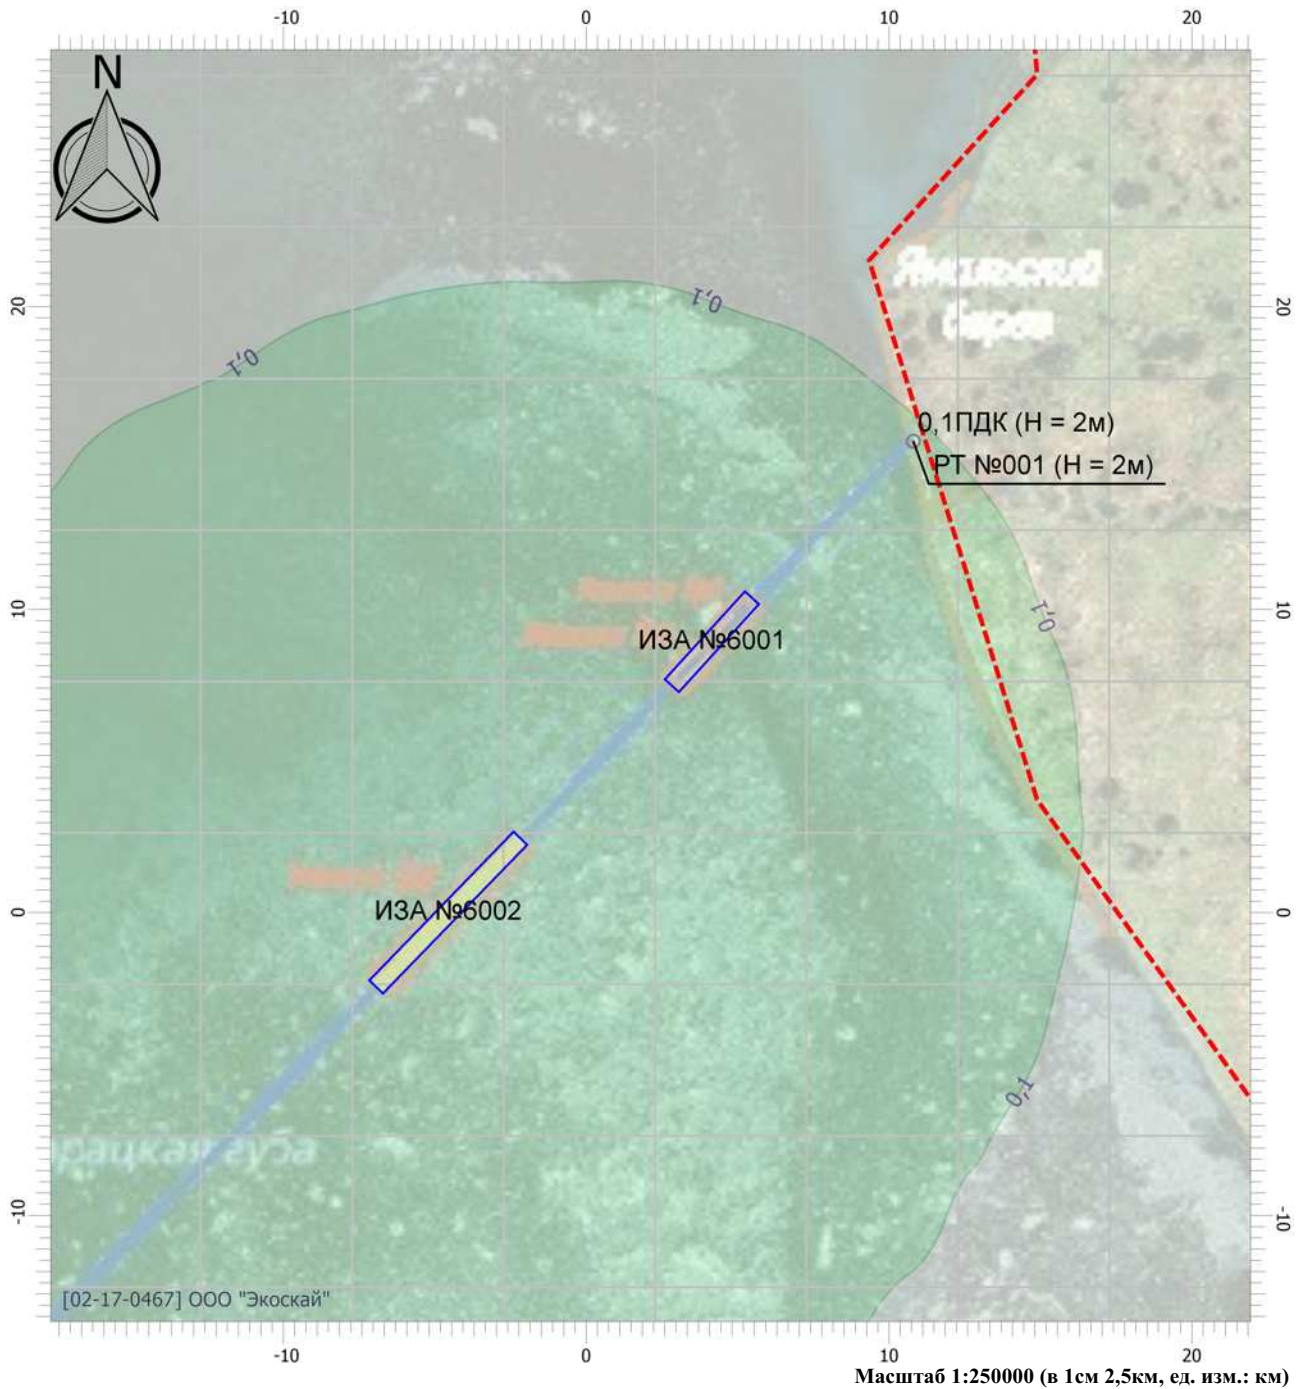 -10 0 10 20
N
20 20
0,1
0,1
0,1ПДК (Н = 2м)
РТ №001 (Н = 2м)
10 10
0,1
ИЗА №6001
0 0
ИЗА №6002
0,1
-10 -10
[02-17-0467] ООО "Экоскай"
-10 0 10 20
Масштаб 1:250000 (в 1см 2,5км, ед. изм.: км)